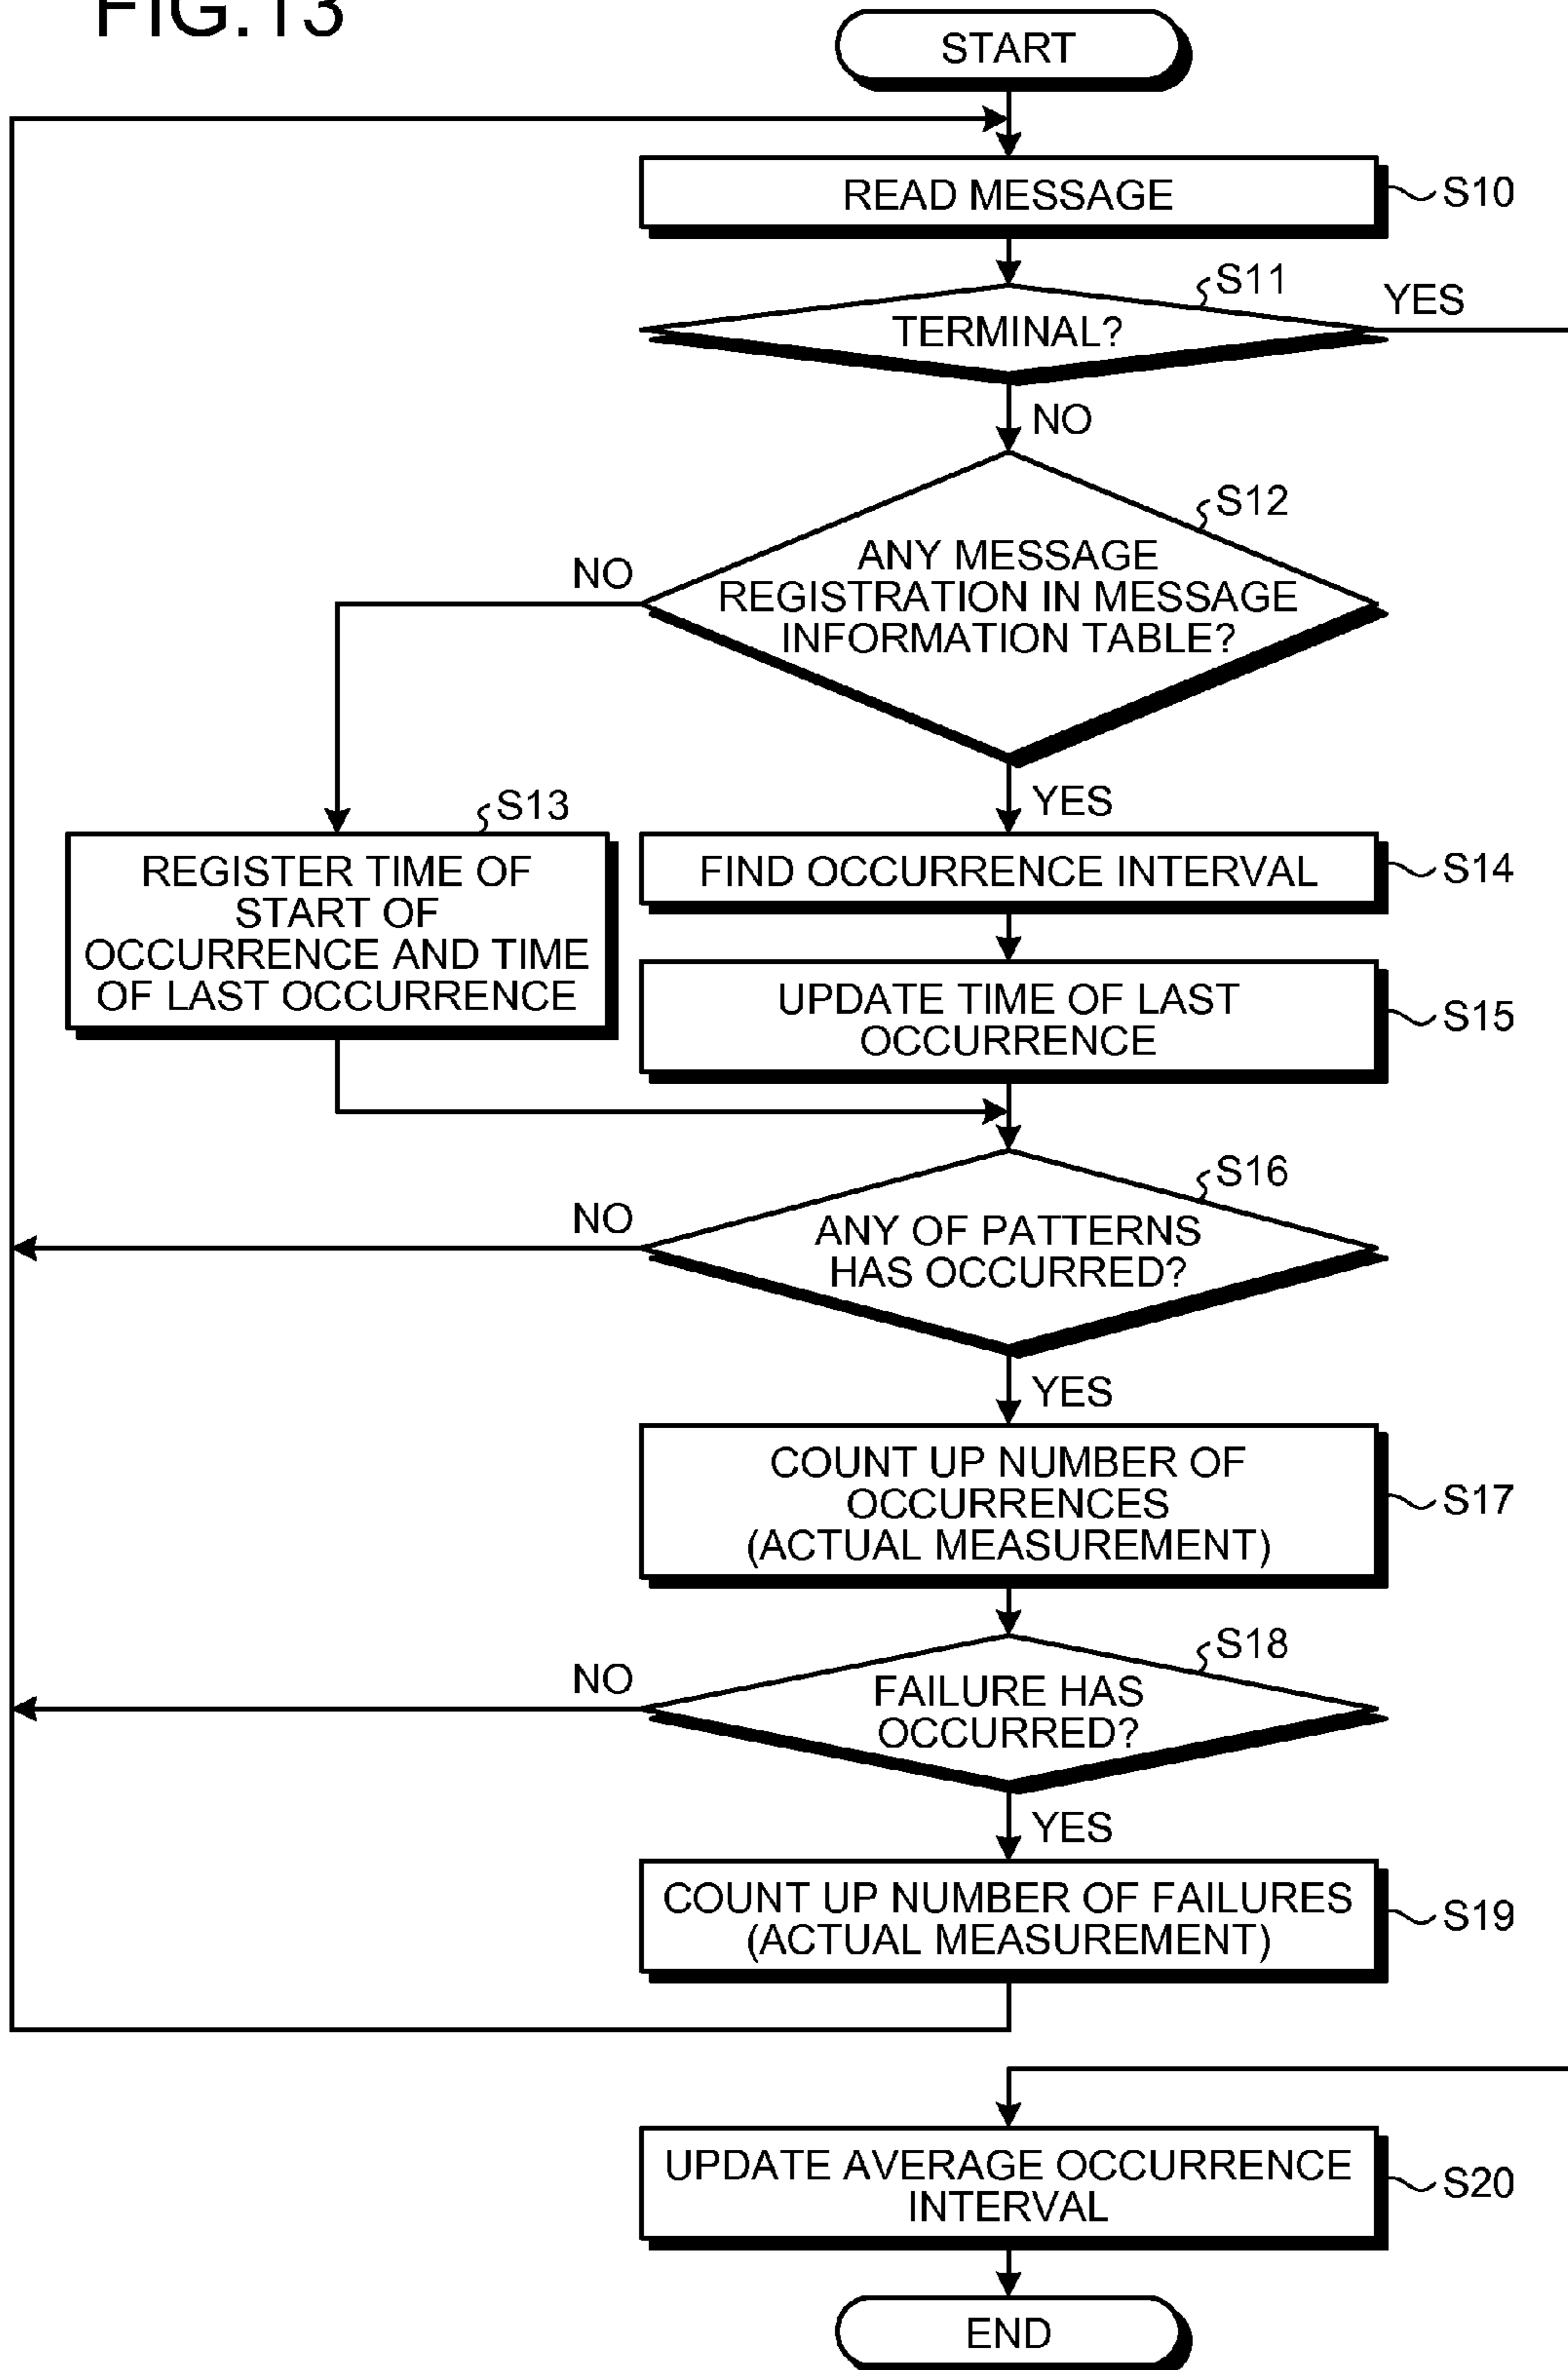 FIG.13
START
READ MESSAGE
S10
S11
YES
TERMINAL?
NO
S12
ANY MESSAGE
REGISTRATION IN MESSAGE
INFORMATION TABLE?
NO
YES
S13
REGISTER TIME OF
START OF
OCCURRENCE AND TIME
OF LAST OCCURRENCE
FIND OCCURRENCE INTERVAL
S14
UPDATE TIME OF LAST
OCCURRENCE
S15
S16
NO
ANY OF PATTERNS
HAS OCCURRED?
YES
COUNT UP NUMBER OF
OCCURRENCES
(ACTUAL MEASUREMENT)
S17
S18
NO
FAILURE HAS
OCCURRED?
YES
COUNT UP NUMBER OF FAILURES
(ACTUAL MEASUREMENT)
S19
UPDATE AVERAGE OCCURRENCE
INTERVAL
S20
END